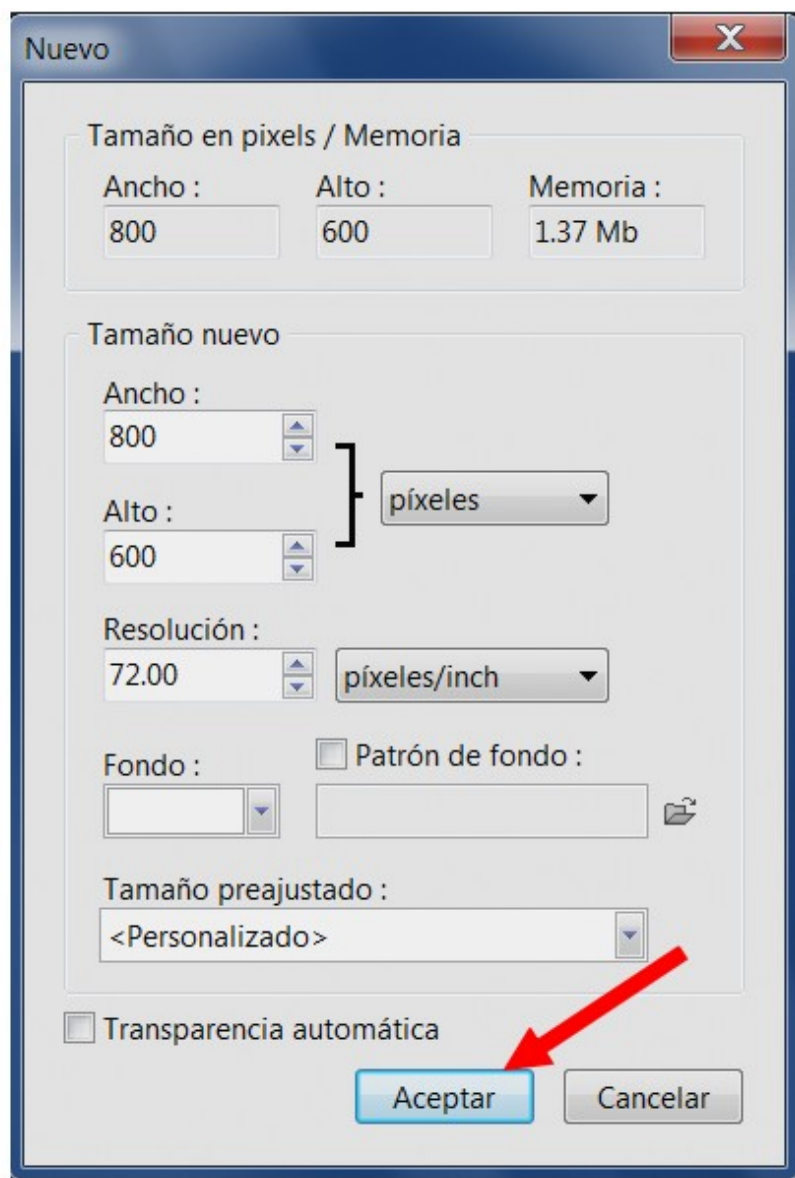 Nuevo
Tamaño en pixels / Memoria
Ancho : Alto : Memoria :
800 600 1.37 Mb
Tamaño nuevo
Ancho :
800
píxeles
Alto :
600
Resolución :
72.00 píxeles/inch
Fondo : Patrón de fondo :
Tamaño preajustado :
<Personalizado>
Transparencia automática
Aceptar Cancelar